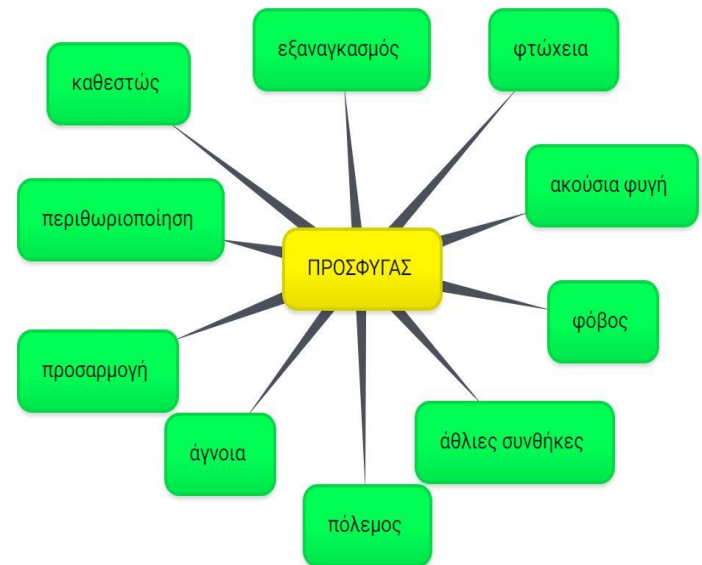 εξαναγκασμός
φτώχεια
καθεστώς
ακούσια φυγή
περιθωριοποίηση
ΠΡΟΣΦΥΓΑΣ
φόβος
προσαρμογή
άθλιες συνθήκες
άγνοια
πόλεμος